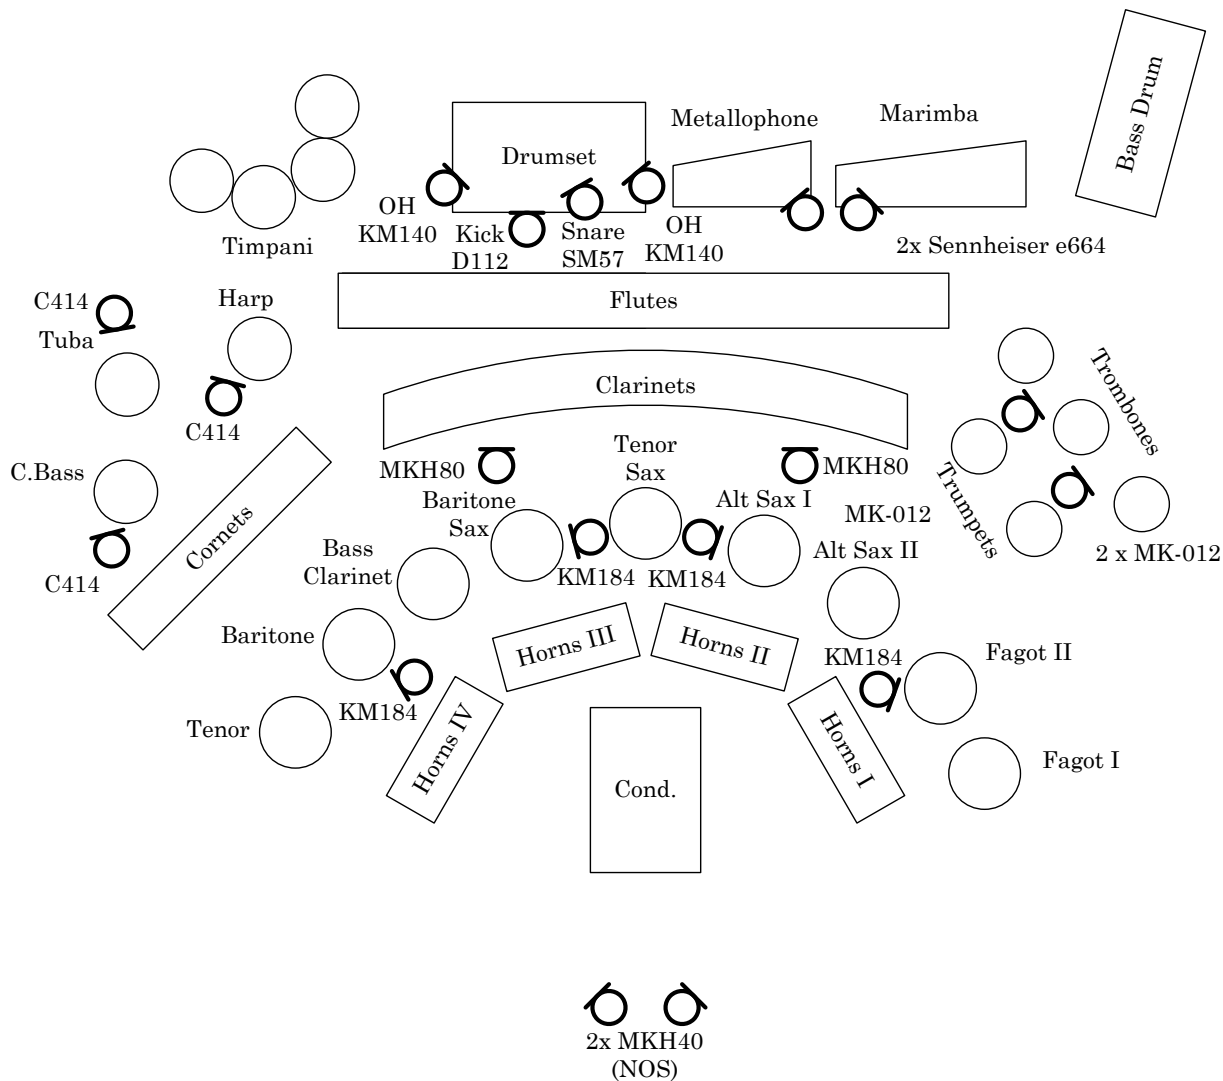 Bass Drum
Metallophone
Marimba
Drumset
OH
KM140
Kick
D112
Snare
SM57
OH
KM140
2x Sennheiser e664
Timpani
C414
Tuba
Harp
Flutes
C414
Clarinets
Trombones
Trumpets
2 x MK-012
MK-012
C.Bass
C414
Cornets
MKH80
Tenor
Sax
MKH80
Baritone
Sax
Alt Sax I
Alt Sax II
Bass
Clarinet
KM184
KM184
Baritone
Horns III
Horns II
KM184
Fagot II
KM184
Tenor
Horns IV
Horns I
Fagot I
Cond.
2x MKH40
(NOS)